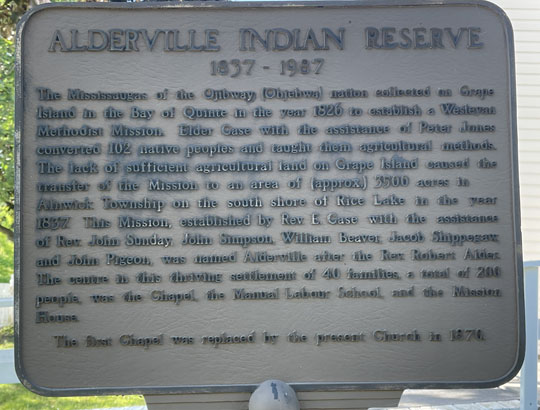 ALDERVILLE INDIAN RESERVE
1837 - 1987
The Mississaugas of the Ojibway (Ojhebwa) nation collected on Grape
Island in the Bay of Quinte in the year 1826 to establish a Wesleyan
Methodist Mission. Elder Case with the assistance of Peter Jones
converted 102 native peoples and taught them agricultural methods.
The lack of sufficient agricultural land on Grape Island caused the
transfer of the Mission to an area of (approx.) 3500 acres in
Alnwick Township on the south shore of Rice Lake in the year
1837. This Mission, established by Rev. E. Case with the assistance
of Rev. John Sunday, John Simpson, William Beaver, Jacob Shippegaw,
and John Pigeon, was named Alderville after the Rev. Robert Alder.
The centre in this thriving settlement of 40 families, a total of 200
people, was the Chapel, the Manual Labour School, and the Mission
House.
The first Chapel was replaced by the present Church in 1870.